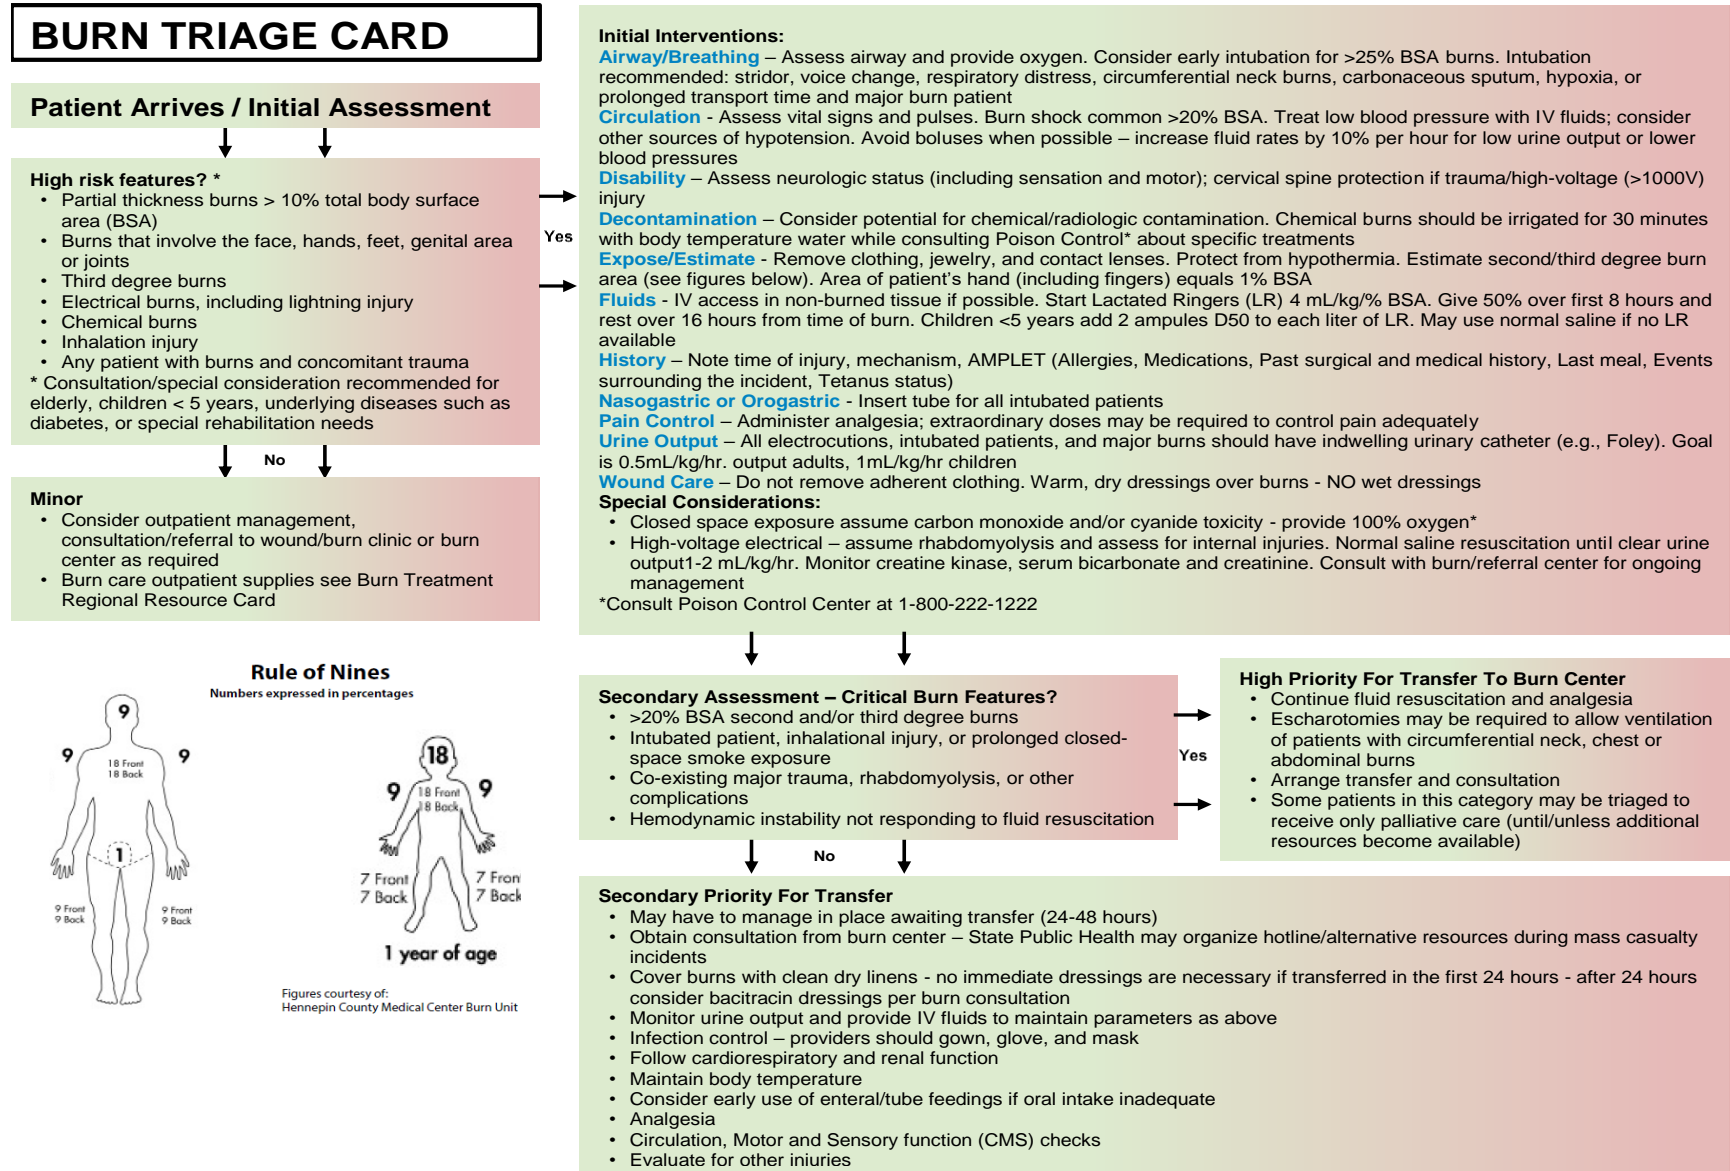 BURN TRIAGE CARD
Patient Arrives / Initial Assessment
High risk features? *
• Partial thickness burns > 10% total body surface
area (BSA)
• Burns that involve the face, hands, feet, genital area
or joints
• Third degree burns
• Electrical burns, including lightning injury
• Chemical burns
• Inhalation injury
• Any patient with burns and concomitant trauma
* Consultation/special consideration recommended for
elderly, children < 5 years, underlying diseases such as
diabetes, or special rehabilitation needs
Yes
No
Minor
• Consider outpatient management,
consultation/referral to wound/burn clinic or burn
center as required
• Burn care outpatient supplies see Burn Treatment
Regional Resource Card
Initial Interventions:
Airway/Breathing – Assess airway and provide oxygen. Consider early intubation for >25% BSA burns. Intubation
recommended: stridor, voice change, respiratory distress, circumferential neck burns, carbonaceous sputum, hypoxia, or
prolonged transport time and major burn patient
Circulation - Assess vital signs and pulses. Burn shock common >20% BSA. Treat low blood pressure with IV fluids; consider
other sources of hypotension. Avoid boluses when possible – increase fluid rates by 10% per hour for low urine output or lower
blood pressures
Disability – Assess neurologic status (including sensation and motor); cervical spine protection if trauma/high-voltage (>1000V)
injury
Decontamination – Consider potential for chemical/radiologic contamination. Chemical burns should be irrigated for 30 minutes
with body temperature water while consulting Poison Control* about specific treatments
Expose/Estimate - Remove clothing, jewelry, and contact lenses. Protect from hypothermia. Estimate second/third degree burn
area (see figures below). Area of patient's hand (including fingers) equals 1% BSA
Fluids - IV access in non-burned tissue if possible. Start Lactated Ringers (LR) 4 mL/kg/% BSA. Give 50% over first 8 hours and
rest over 16 hours from time of burn. Children <5 years add 2 ampules D50 to each liter of LR. May use normal saline if no LR
available
History – Note time of injury, mechanism, AMPLET (Allergies, Medications, Past surgical and medical history, Last meal, Events
surrounding the incident, Tetanus status)
Nasogastric or Orogastric - Insert tube for all intubated patients
Pain Control – Administer analgesia; extraordinary doses may be required to control pain adequately
Urine Output – All electrocutions, intubated patients, and major burns should have indwelling urinary catheter (e.g., Foley). Goal
is 0.5mL/kg/hr. output adults, 1mL/kg/hr children
Wound Care – Do not remove adherent clothing. Warm, dry dressings over burns - NO wet dressings
Special Considerations:
• Closed space exposure assume carbon monoxide and/or cyanide toxicity - provide 100% oxygen*
• High-voltage electrical – assume rhabdomyolysis and assess for internal injuries. Normal saline resuscitation until clear urine
output1-2 mL/kg/hr. Monitor creatine kinase, serum bicarbonate and creatinine. Consult with burn/referral center for ongoing
management
*Consult Poison Control Center at 1-800-222-1222
Rule of Nines
Numbers expressed in percentages
9
9
9
18 Front
18 Back
1
9 Front
9 Back
9 Front
9 Back
18
9
9
18 Front
18 Back
7 Front
7 Back
7 Fron
7 Back
1 year of age
Figures courtesy of:
Hennepin County Medical Center Burn Unit
Secondary Assessment – Critical Burn Features?
• >20% BSA second and/or third degree burns
• Intubated patient, inhalational injury, or prolonged closed-
space smoke exposure
• Co-existing major trauma, rhabdomyolysis, or other
complications
• Hemodynamic instability not responding to fluid resuscitation
Yes
No
High Priority For Transfer To Burn Center
• Continue fluid resuscitation and analgesia
• Escharotomies may be required to allow ventilation
of patients with circumferential neck, chest or
abdominal burns
• Arrange transfer and consultation
• Some patients in this category may be triaged to
receive only palliative care (until/unless additional
resources become available)
Secondary Priority For Transfer
• May have to manage in place awaiting transfer (24-48 hours)
• Obtain consultation from burn center – State Public Health may organize hotline/alternative resources during mass casualty
incidents
• Cover burns with clean dry linens - no immediate dressings are necessary if transferred in the first 24 hours - after 24 hours
consider bacitracin dressings per burn consultation
• Monitor urine output and provide IV fluids to maintain parameters as above
• Infection control – providers should gown, glove, and mask
• Follow cardiorespiratory and renal function
• Maintain body temperature
• Consider early use of enteral/tube feedings if oral intake inadequate
• Analgesia
• Circulation, Motor and Sensory function (CMS) checks
• Evaluate for other injuries